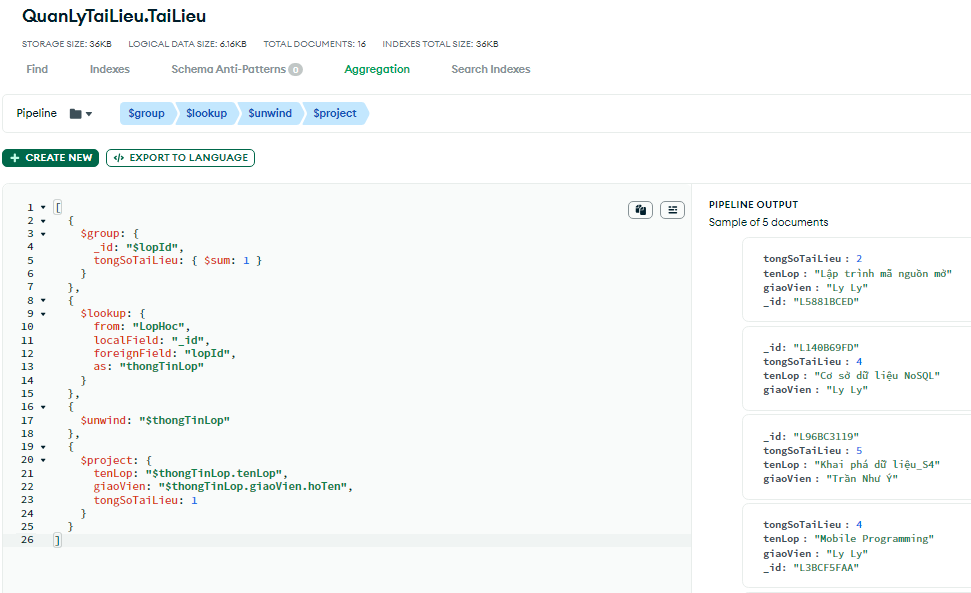 QuanLyTaiLieu.TaiLieu
STORAGE SIZE: 36KB LOGICAL DATA SIZE: 6.16KB TOTAL DOCUMENTS: 16 INDEXES TOTAL SIZE: 36KB
Find Indexes Schema Anti-Patterns 0 Aggregation Search Indexes
Pipeline $group $lookup $unwind $project
+ CREATE NEW </> EXPORT TO LANGUAGE
1 [
2 {
3 $group: {
4 _id: "$lopId",
5 tongSoTaiLieu: { $sum: 1 }
6 }
7 },
8 {
9 $lookup: {
10 from: "LopHoc",
11 localField: "_id",
12 foreignField: "lopId",
13 as: "thongTinLop"
14 }
15 },
16 {
17 $unwind: "$thongTinLop"
18 },
19 {
20 $project: {
21 tenLop: "$thongTinLop.tenLop",
22 giaoVien: "$thongTinLop.giaoVien.hoTen",
23 tongSoTaiLieu: 1
24 }
25 }
26 ]
PIPELINE OUTPUT
Sample of 5 documents
tongSoTaiLieu : 2
tenLop : "Lập trình mã nguồn mở"
giaoVien : "Ly Ly"
_id: "L5881BCED"
_id: "L140B69FD"
tongSoTaiLieu : 4
tenLop : "Cơ sở dữ liệu NoSQL"
giaoVien : "Ly Ly"
_id: "L96BC3119"
tongSoTaiLieu : 5
tenLop : "Khai phá dữ liệu_S4"
giaoVien : "Trần Như Ý"
tongSoTaiLieu : 4
tenLop : "Mobile Programming"
giaoVien : "Ly Ly"
_id: "L3BCF5FAA"